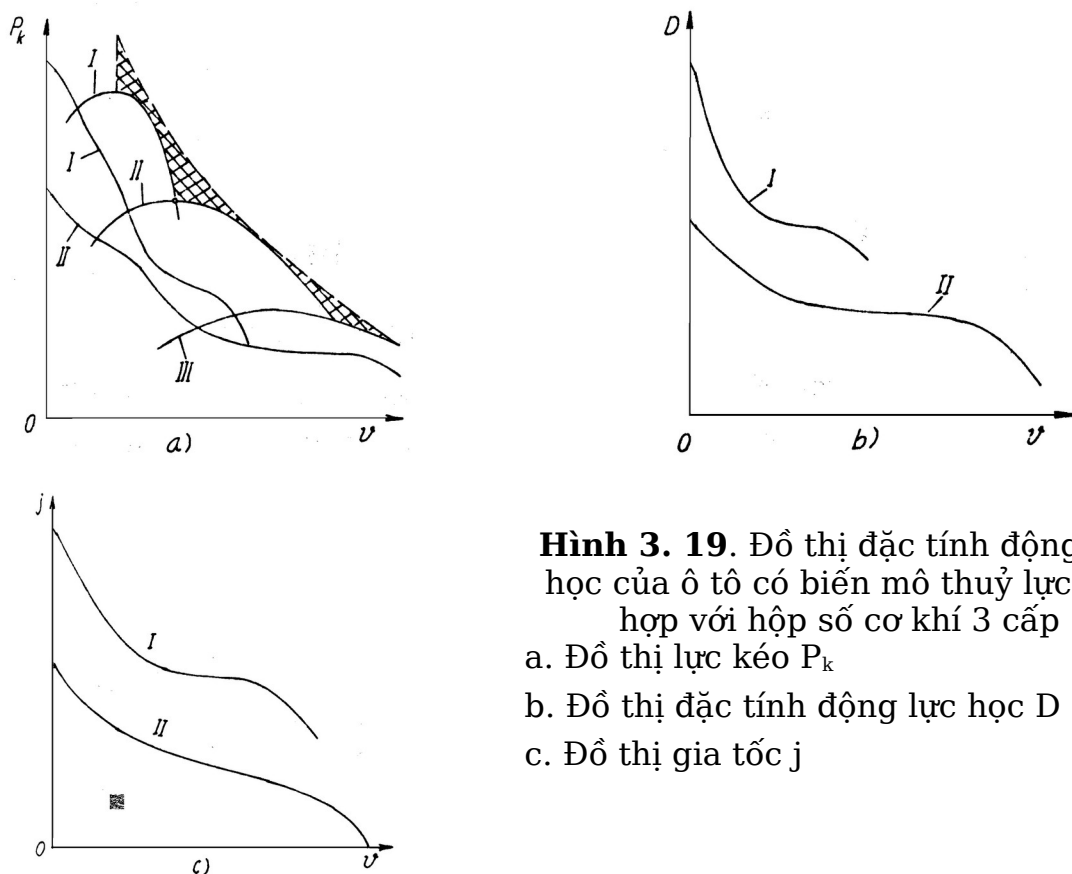 P_k
I
I
II
II
III
0
a)
v
D
I
II
0
b)
v
j
I
II
0
c)
v
Hình 3. 19. Đồ thị đặc tính động
học của ô tô có biến mô thuỷ lực
hợp với hộp số cơ khí 3 cấp
a. Đồ thị lực kéo Pₖ
b. Đồ thị đặc tính động lực học D
c. Đồ thị gia tốc j